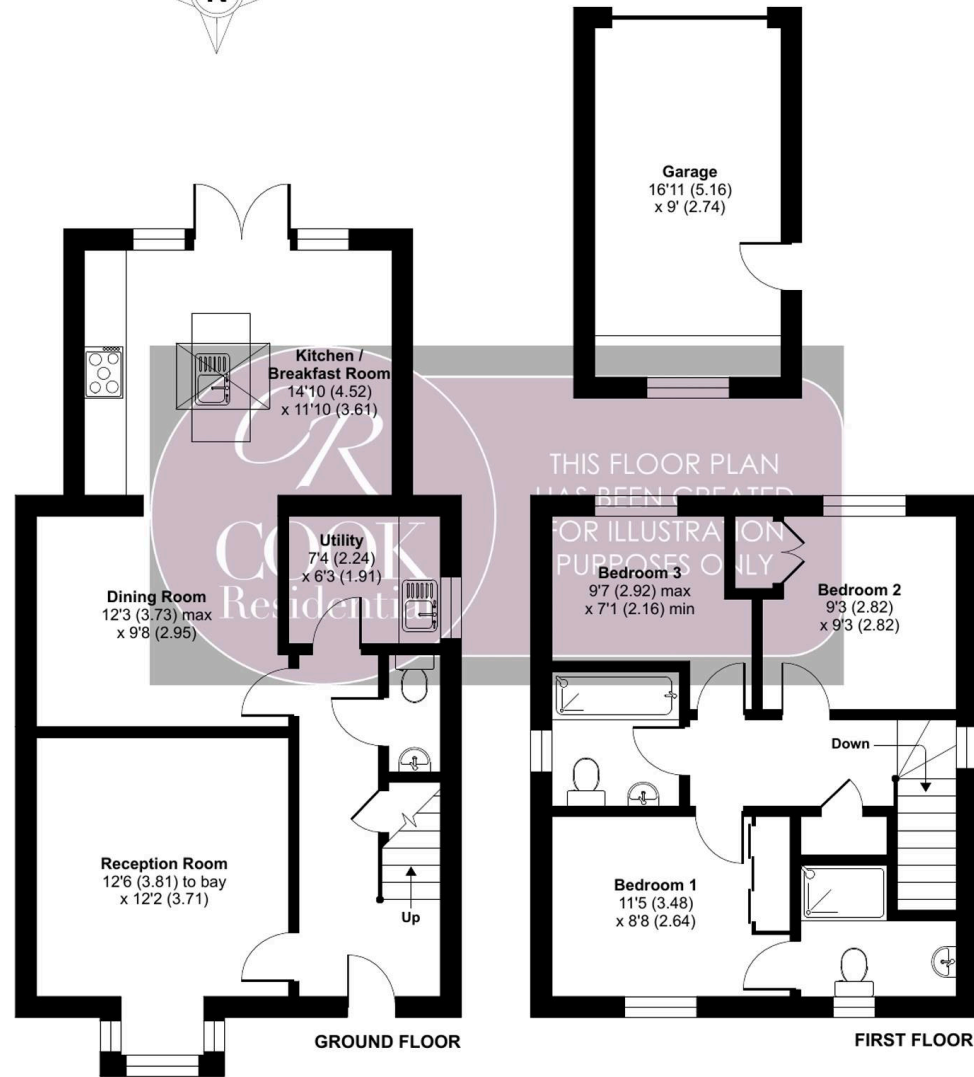 Garage
16'11 (5.16)
x 9' (2.74)
Kitchen /
Breakfast Room
14'10 (4.52)
x 11'10 (3.61)
CR
COOK
Residential
THIS FLOOR PLAN
HAS BEEN CREATED
FOR ILLUSTRATION
PURPOSES ONLY
Utility
7'4 (2.24)
x 6'3 (1.91)
Dining Room
12'3 (3.73) max
x 9'8 (2.95)
Bedroom 3
9'7 (2.92) max
x 7'1 (2.16) min
Bedroom 2
9'3 (2.82)
x 9'3 (2.82)
Down
Reception Room
12'6 (3.81) to bay
x 12'2 (3.71)
Up
Bedroom 1
11'5 (3.48)
x 8'8 (2.64)
GROUND FLOOR
FIRST FLOOR